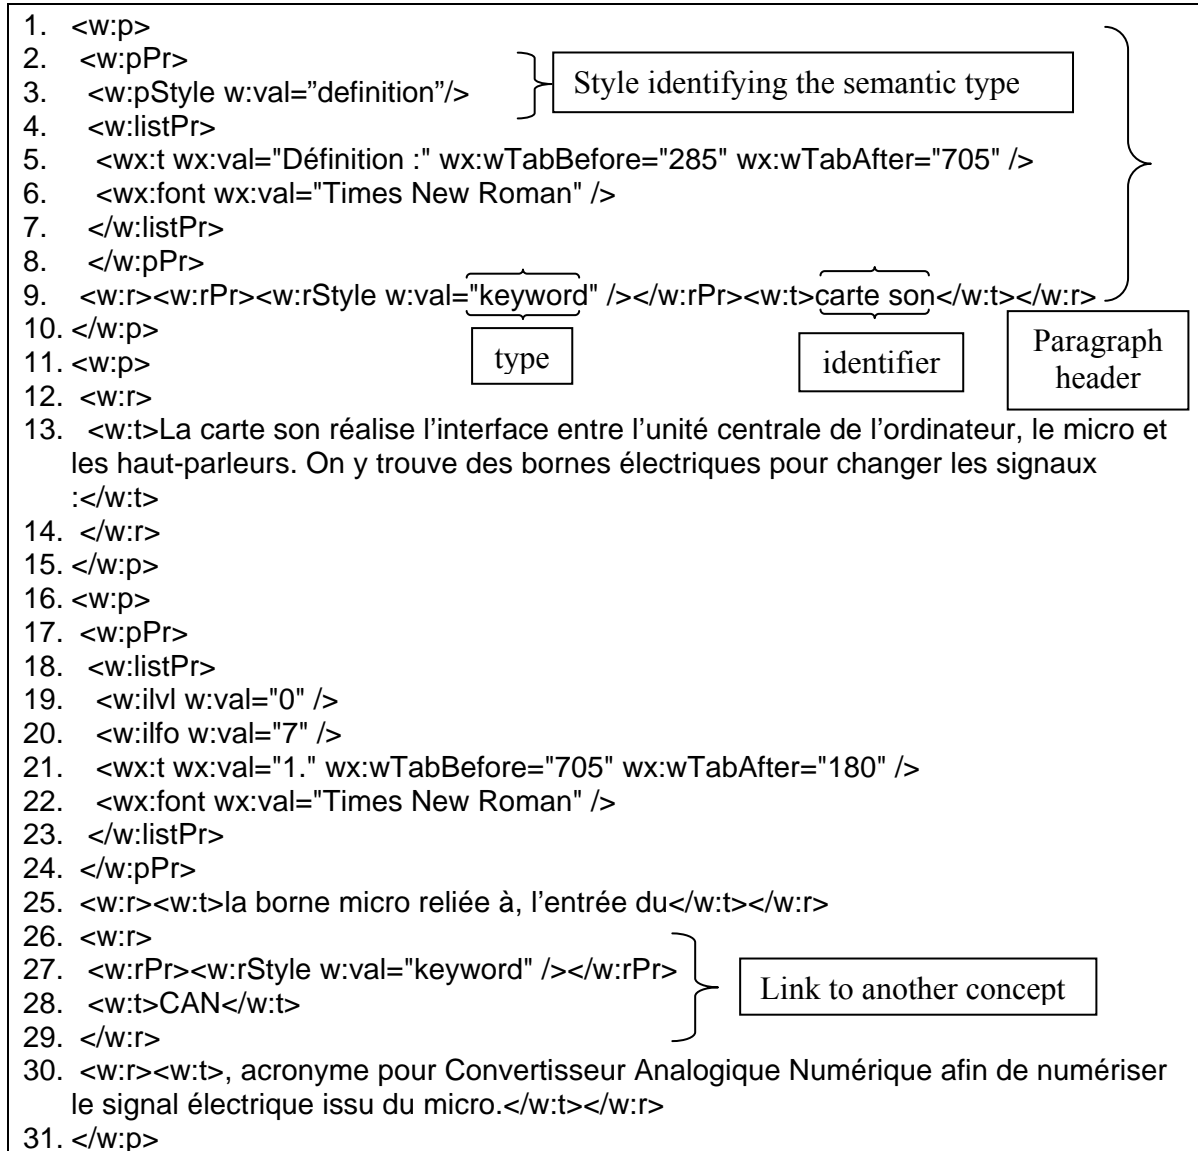 1. <w:p>
2. <w:pPr>
3. <w:pStyle w:val=”definition”/>
Style identifying the semantic type
4. <w:listPr>
5. <wx:t wx:val="Définition :" wx:wTabBefore="285" wx:wTabAfter="705" />
6. <wx:font wx:val="Times New Roman" />
7. </w:listPr>
8. </w:pPr>
9. <w:r><w:rPr><w:rStyle w:val="keyword" /></w:rPr><w:t>carte son</w:t></w:r>
10. </w:p>
type
identifier
Paragraph
header
11. <w:p>
12. <w:r>
13. <w:t>La carte son réalise l’interface entre l’unité centrale de l’ordinateur, le micro et
les haut-parleurs. On y trouve des bornes électriques pour changer les signaux
:</w:t>
14. </w:r>
15. </w:p>
16. <w:p>
17. <w:pPr>
18. <w:listPr>
19. <w:ilvl w:val="0" />
20. <w:ilfo w:val="7" />
21. <wx:t wx:val="1." wx:wTabBefore="705" wx:wTabAfter="180" />
22. <wx:font wx:val="Times New Roman" />
23. </w:listPr>
24. </w:pPr>
25. <w:r><w:t>la borne micro reliée à, l’entrée du</w:t></w:r>
26. <w:r>
27. <w:rPr><w:rStyle w:val="keyword" /></w:rPr>
Link to another concept
28. <w:t>CAN</w:t>
29. </w:r>
30. <w:r><w:t>, acronyme pour Convertisseur Analogique Numérique afin de numériser
le signal électrique issu du micro.</w:t></w:r>
31. </w:p>